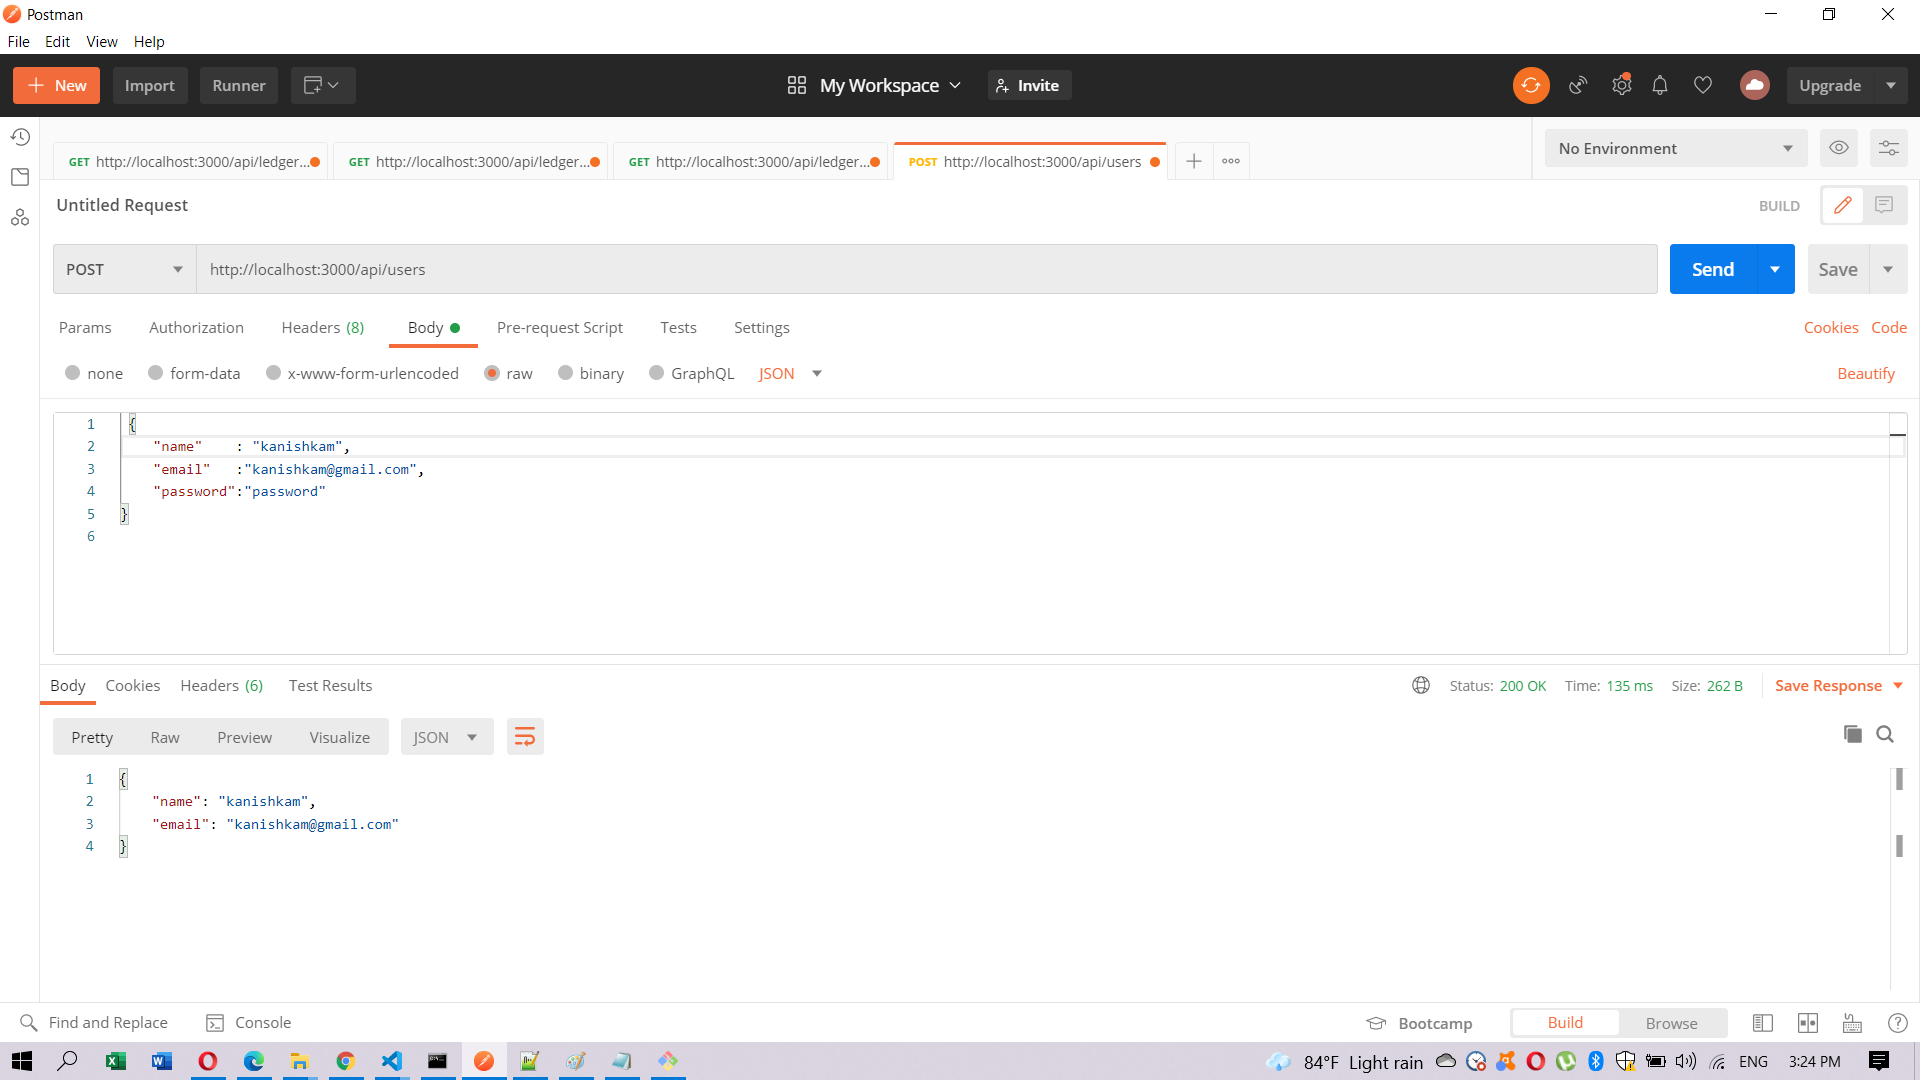 Postman
File Edit View Help
New Import Runner My Workspace Invite Upgrade
GET http://localhost:3000/api/ledger... GET http://localhost:3000/api/ledger... GET http://localhost:3000/api/ledger... POST http://localhost:3000/api/users No Environment
Untitled Request BUILD
POST http://localhost:3000/api/users Send Save
Params Authorization Headers (8) Body Pre-request Script Tests Settings Cookies Code
none form-data x-www-form-urlencoded raw binary GraphQL JSON Beautify
1 {
2 "name" : "kanishkam",
3 "email" :"kanishkam@gmail.com",
4 "password":"password"
5 }
6
Body Cookies Headers (6) Test Results Status: 200 OK Time: 135 ms Size: 262 B Save Response
Pretty Raw Preview Visualize JSON
1 {
2 "name": "kanishkam",
3 "email": "kanishkam@gmail.com"
4 }
Find and Replace Console Bootcamp Build Browse
84°F Light rain ENG 3:24 PM